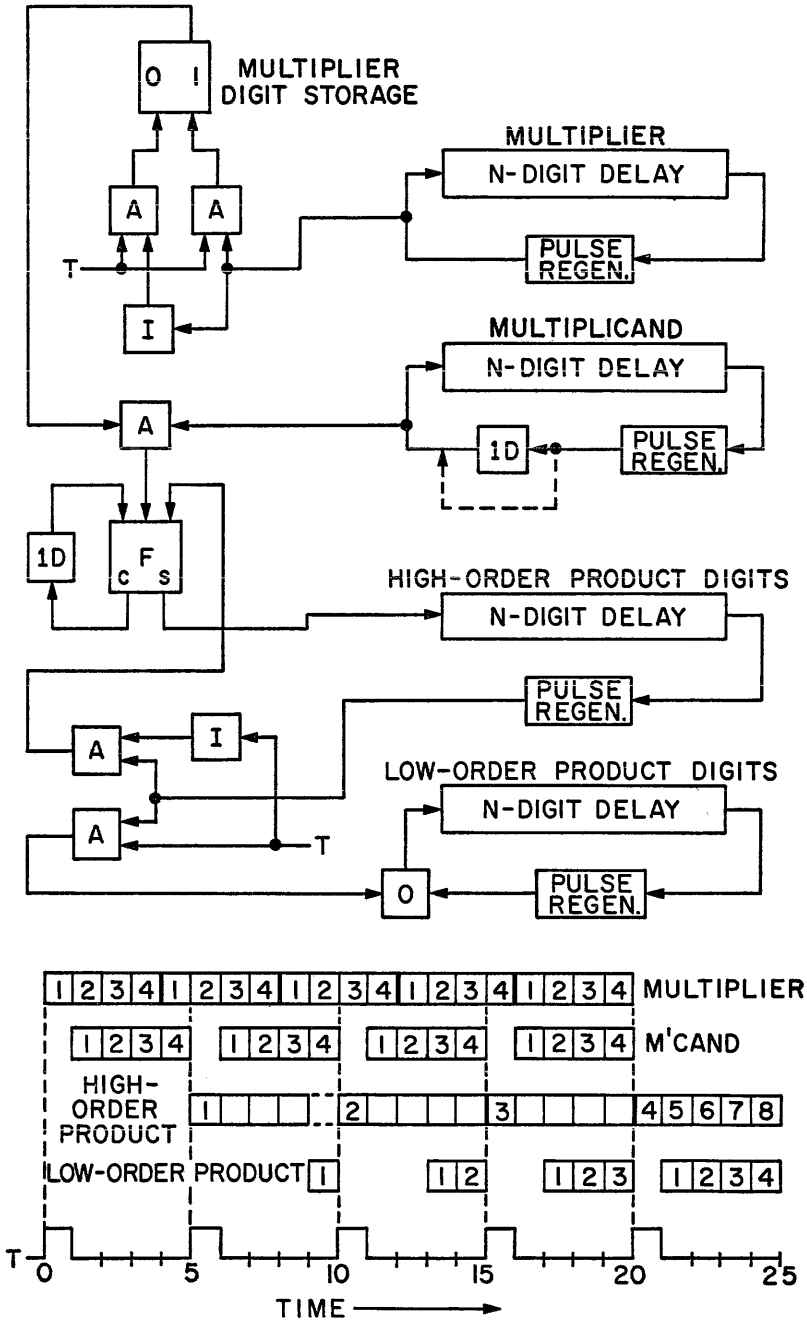 O I
MULTIPLIER
DIGIT STORAGE
MULTIPLIER
N-DIGIT DELAY
A A
T
PULSE
REGEN.
I
MULTIPLICAND
N-DIGIT DELAY
A
1D
PULSE
REGEN.
1D
F
C S
HIGH-ORDER PRODUCT DIGITS
N-DIGIT DELAY
PULSE
REGEN.
I
A
LOW-ORDER PRODUCT DIGITS
N-DIGIT DELAY
A
T
O
PULSE
REGEN.
1 2 3 4 1 2 3 4 1 2 3 4 1 2 3 4 1 2 3 4 MULTIPLIER
1 2 3 4 1 2 3 4 1 2 3 4 1 2 3 4 M'CAND
HIGH-
ORDER
PRODUCT
1 2 3 4 5 6 7 8
LOW-ORDER PRODUCT 1 1 2 1 2 3 1 2 3 4
T
0 5 10 15 20 25
TIME